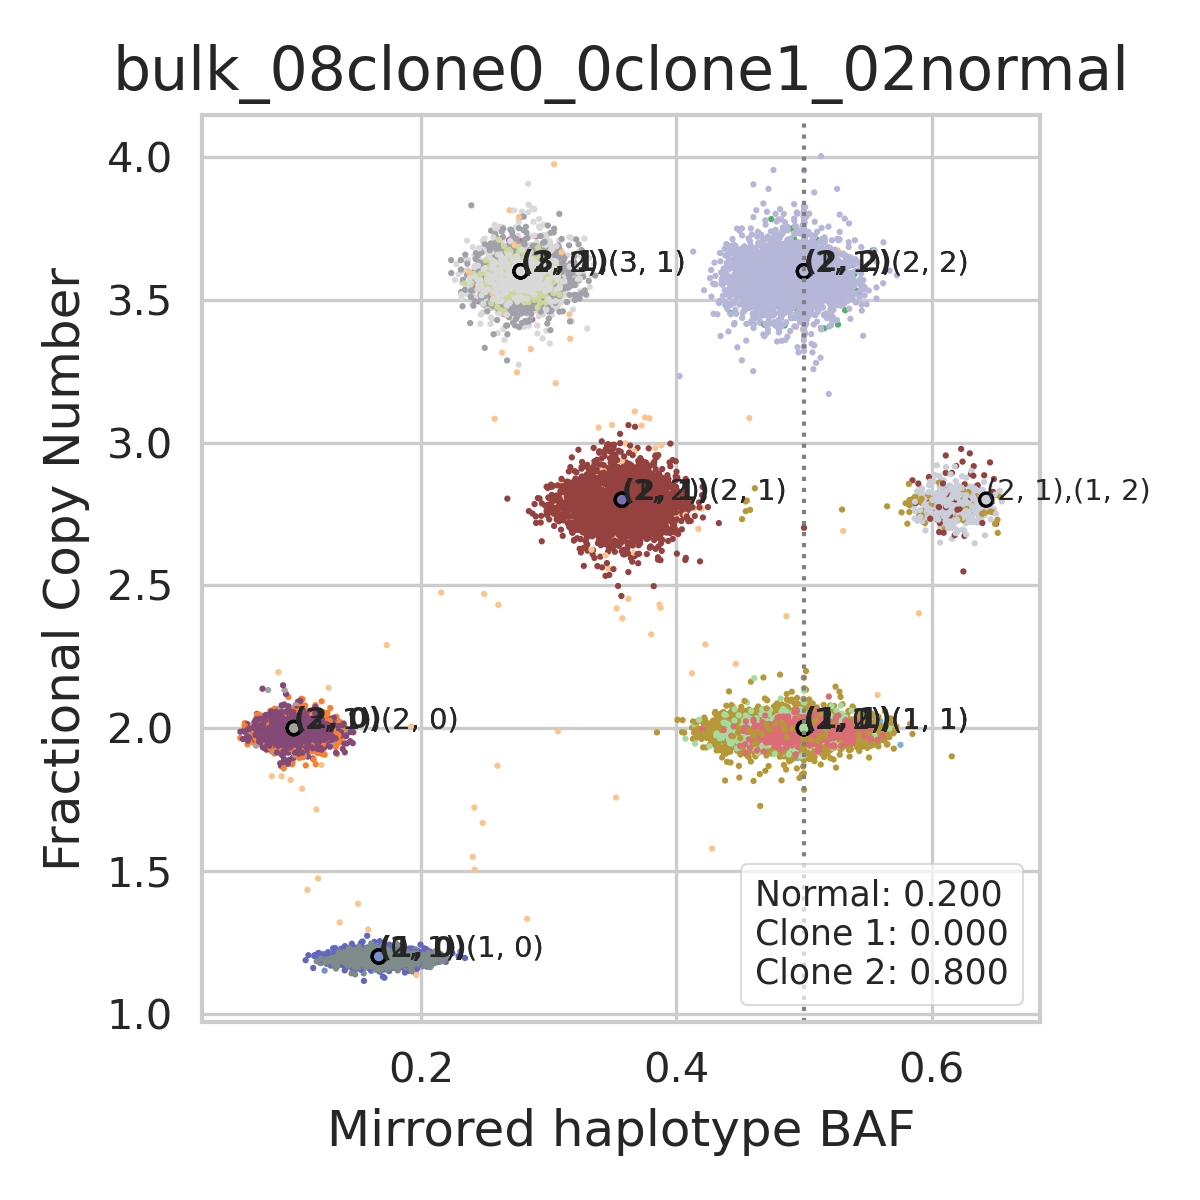 bulk_08clone0_0clone1_02normal
4.0
3.5
3.0
2.5
2.0
1.5
1.0
Fractional Copy Number
(3, 1)
(2, 2)
(2, 1)
(2, 1),(1, 2)
(2, 0)
(1, 1)
(1, 0)
Normal: 0.200
Clone 1: 0.000
Clone 2: 0.800
0.2
0.4
0.6
Mirrored haplotype BAF